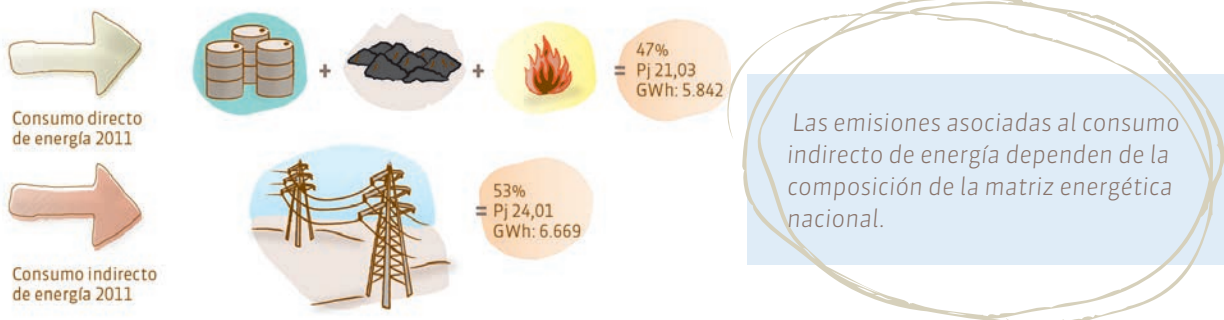 Consumo directo
de energía 2011
+
+
=
47%
Pj 21,03
GWh: 5.842
Consumo indirecto
de energía 2011
=
53%
Pj 24,01
GWh: 6.669
Las emisiones asociadas al consumo
indirecto de energía dependen de la
composición de la matriz energética
nacional.